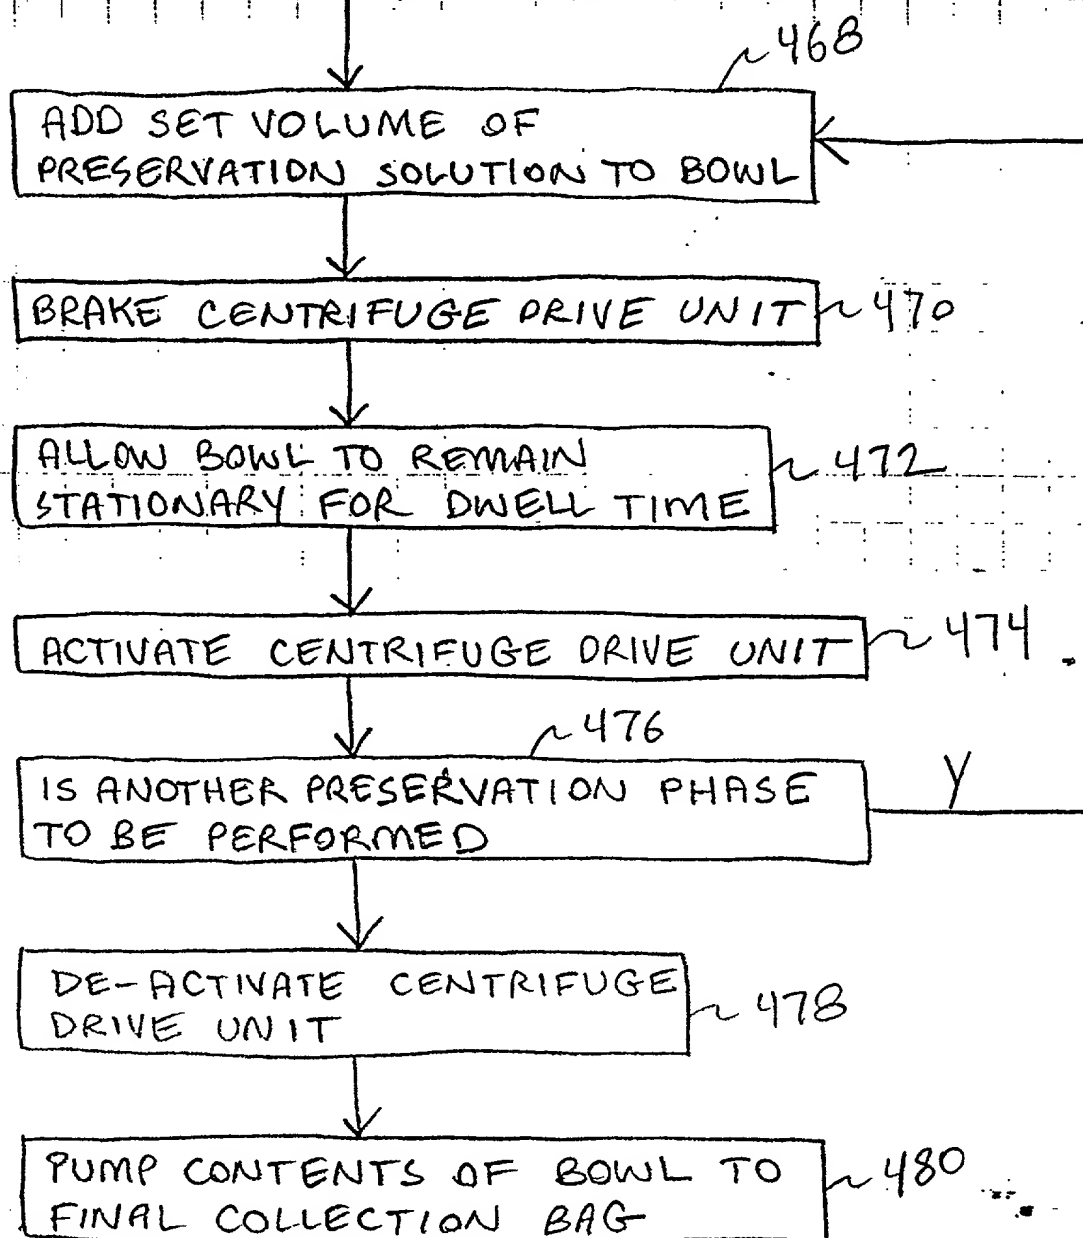 468
ADD SET VOLUME OF
PRESERVATION SOLUTION TO BOWL
BRAKE CENTRIFUGE DRIVE UNIT 470
ALLOW BOWL TO REMAIN
STATIONARY FOR DWELL TIME
472
ACTIVATE CENTRIFUGE DRIVE UNIT 474
476
IS ANOTHER PRESERVATION PHASE
TO BE PERFORMED
Y
DE-ACTIVATE CENTRIFUGE
DRIVE UNIT
478
PUMP CONTENTS OF BOWL TO
FINAL COLLECTION BAG
480